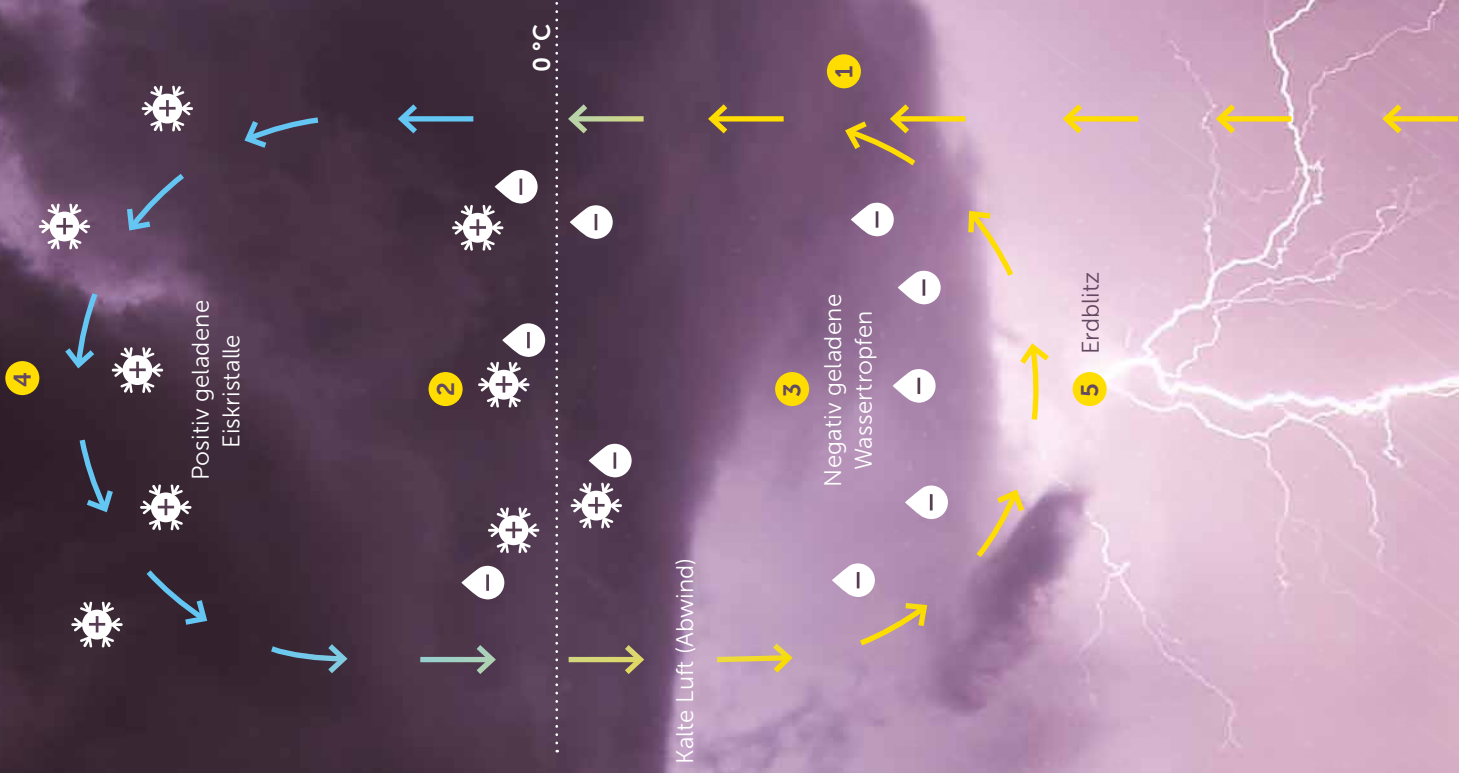 4
Positiv geladene
Eiskristalle
2
0 °C
Kalte Luft (Abwind)
3
Negativ geladene
Wassertropfen
1
5
Erdblitz